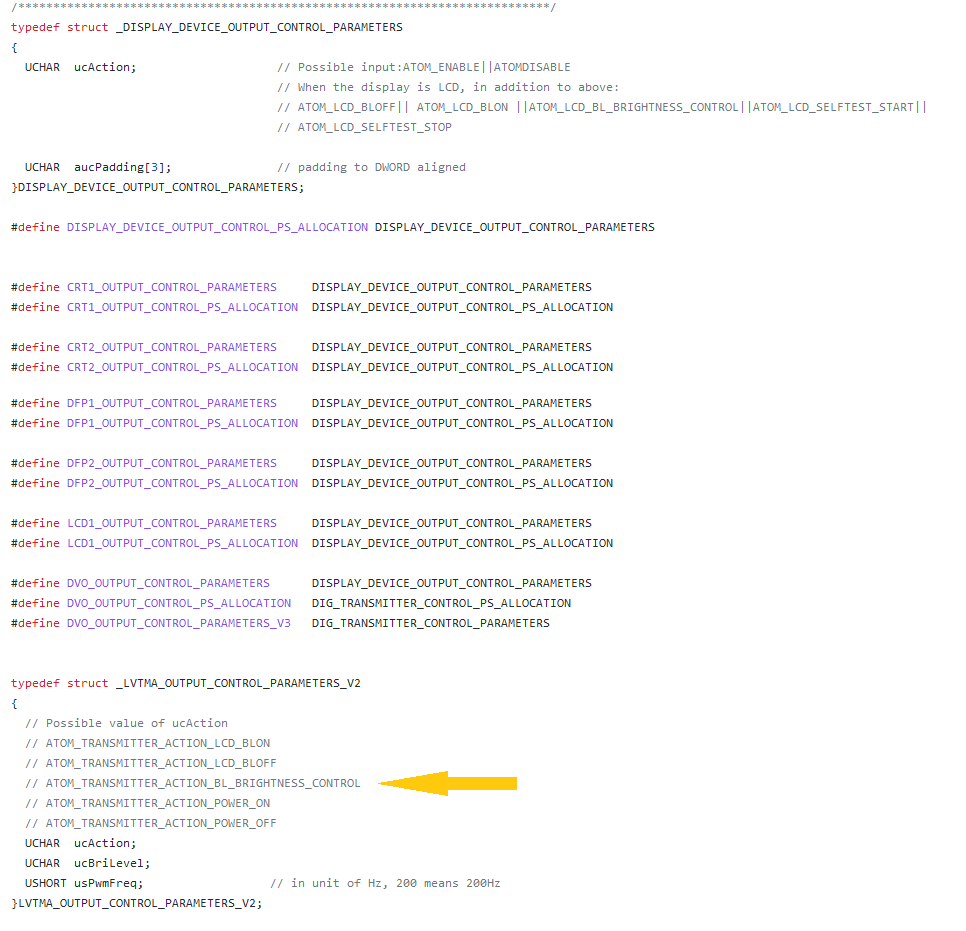 /****************************************************************************/
typedef struct _DISPLAY_DEVICE_OUTPUT_CONTROL_PARAMETERS
{
  UCHAR  ucAction;                    // Possible input:ATOM_ENABLE||ATOMDISABLE
                                      // When the display is LCD, in addition to above:
                                      // ATOM_LCD_BLOFF|| ATOM_LCD_BLON ||ATOM_LCD_BL_BRIGHTNESS_CONTROL||ATOM_LCD_SELFTEST_START||
                                      // ATOM_LCD_SELFTEST_STOP
  UCHAR  aucPadding[3];               // padding to DWORD aligned
}DISPLAY_DEVICE_OUTPUT_CONTROL_PARAMETERS;
#define DISPLAY_DEVICE_OUTPUT_CONTROL_PS_ALLOCATION DISPLAY_DEVICE_OUTPUT_CONTROL_PARAMETERS
#define CRT1_OUTPUT_CONTROL_PARAMETERS     DISPLAY_DEVICE_OUTPUT_CONTROL_PARAMETERS
#define CRT1_OUTPUT_CONTROL_PS_ALLOCATION  DISPLAY_DEVICE_OUTPUT_CONTROL_PS_ALLOCATION
#define CRT2_OUTPUT_CONTROL_PARAMETERS     DISPLAY_DEVICE_OUTPUT_CONTROL_PARAMETERS
#define CRT2_OUTPUT_CONTROL_PS_ALLOCATION  DISPLAY_DEVICE_OUTPUT_CONTROL_PS_ALLOCATION
#define DFP1_OUTPUT_CONTROL_PARAMETERS     DISPLAY_DEVICE_OUTPUT_CONTROL_PARAMETERS
#define DFP1_OUTPUT_CONTROL_PS_ALLOCATION  DISPLAY_DEVICE_OUTPUT_CONTROL_PS_ALLOCATION
#define DFP2_OUTPUT_CONTROL_PARAMETERS     DISPLAY_DEVICE_OUTPUT_CONTROL_PARAMETERS
#define DFP2_OUTPUT_CONTROL_PS_ALLOCATION  DISPLAY_DEVICE_OUTPUT_CONTROL_PS_ALLOCATION
#define LCD1_OUTPUT_CONTROL_PARAMETERS     DISPLAY_DEVICE_OUTPUT_CONTROL_PARAMETERS
#define LCD1_OUTPUT_CONTROL_PS_ALLOCATION  DISPLAY_DEVICE_OUTPUT_CONTROL_PS_ALLOCATION
#define DVO_OUTPUT_CONTROL_PARAMETERS      DISPLAY_DEVICE_OUTPUT_CONTROL_PARAMETERS
#define DVO_OUTPUT_CONTROL_PS_ALLOCATION   DIG_TRANSMITTER_CONTROL_PS_ALLOCATION
#define DVO_OUTPUT_CONTROL_PARAMETERS_V3   DIG_TRANSMITTER_CONTROL_PARAMETERS
typedef struct _LVTMA_OUTPUT_CONTROL_PARAMETERS_V2
{
  // Possible value of ucAction
  // ATOM_TRANSMITTER_ACTION_LCD_BLON
  // ATOM_TRANSMITTER_ACTION_LCD_BLOFF
  // ATOM_TRANSMITTER_ACTION_BL_BRIGHTNESS_CONTROL
  // ATOM_TRANSMITTER_ACTION_POWER_ON
  // ATOM_TRANSMITTER_ACTION_POWER_OFF
  UCHAR  ucAction;
  UCHAR  ucBriLevel;
  USHORT usPwmFreq;                  // in unit of Hz, 200 means 200Hz
}LVTMA_OUTPUT_CONTROL_PARAMETERS_V2;